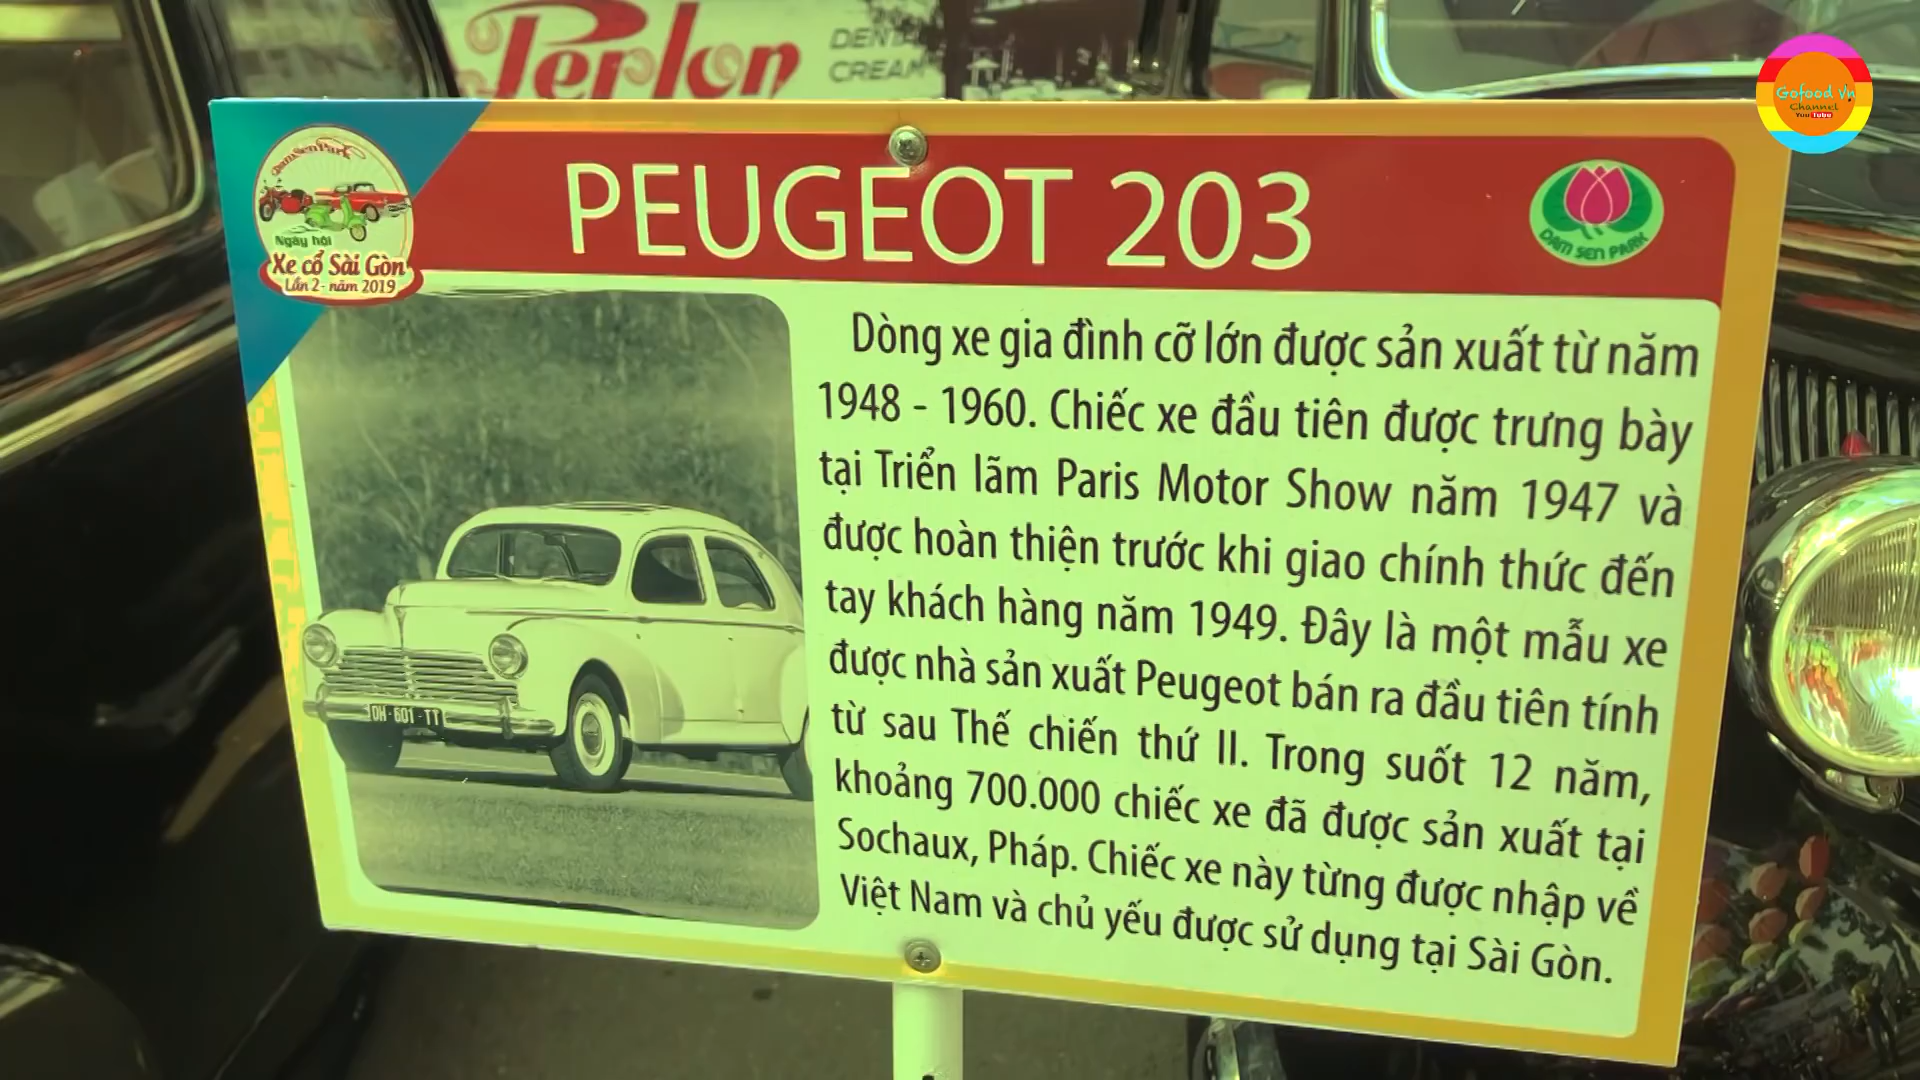 Perlon
DENTAL
CREAM
Gofood Vn
Channel
YouTube
DamSenPark
Ngày hội
Xe cổ Sài Gòn
Lần 2 - năm 2019
PEUGEOT 203
DAM SEN PARK
Dòng xe gia đình cỡ lớn được sản xuất từ năm
1948 - 1960. Chiếc xe đầu tiên được trưng bày
tại Triển lãm Paris Motor Show năm 1947 và
được hoàn thiện trước khi giao chính thức đến
tay khách hàng năm 1949. Đây là một mẫu xe
được nhà sản xuất Peugeot bán ra đầu tiên tính
từ sau Thế chiến thứ II. Trong suốt 12 năm,
khoảng 700.000 chiếc xe đã được sản xuất tại
Sochaux, Pháp. Chiếc xe này từng được nhập về
Việt Nam và chủ yếu được sử dụng tại Sài Gòn.